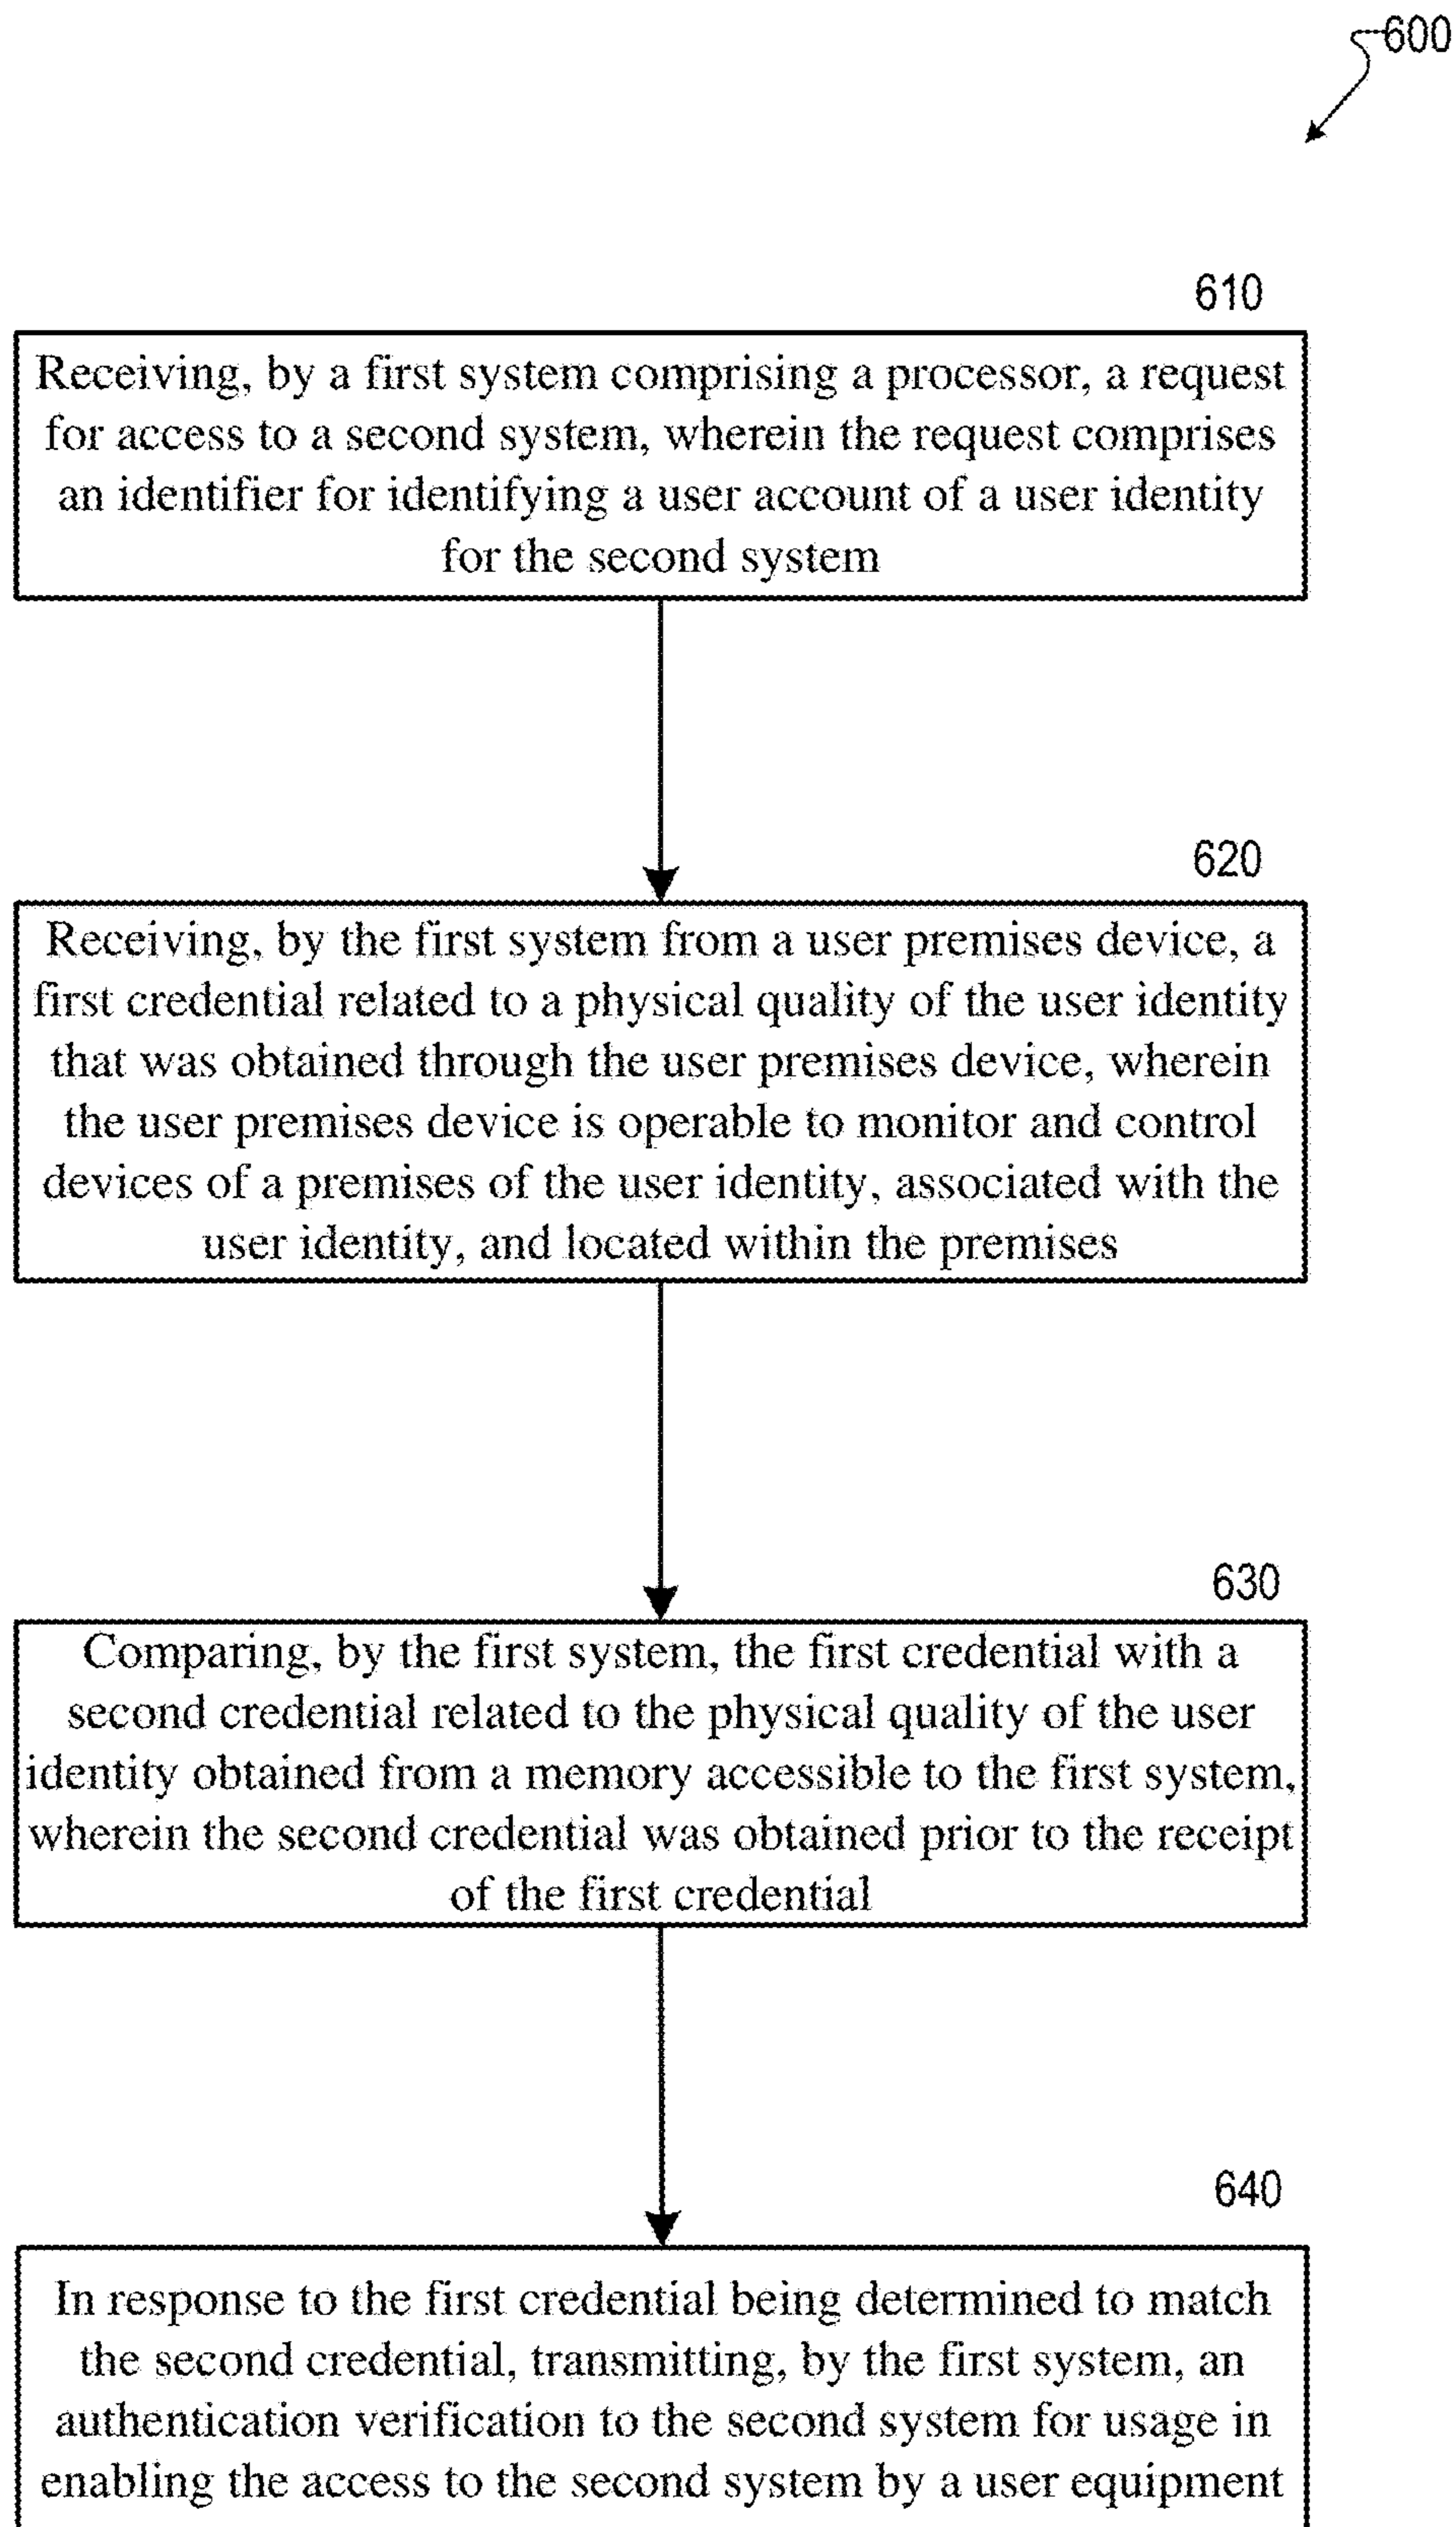 600
610
Receiving, by a first system comprising a processor, a request
for access to a second system, wherein the request comprises
an identifier for identifying a user account of a user identity
for the second system
620
Receiving, by the first system from a user premises device, a
first credential related to a physical quality of the user identity
that was obtained through the user premises device, wherein
the user premises device is operable to monitor and control
devices of a premises of the user identity, associated with the
user identity, and located within the premises
630
Comparing, by the first system, the first credential with a
second credential related to the physical quality of the user
identity obtained from a memory accessible to the first system,
wherein the second credential was obtained prior to the receipt
of the first credential
640
In response to the first credential being determined to match
the second credential, transmitting, by the first system, an
authentication verification to the second system for usage in
enabling the access to the second system by a user equipment